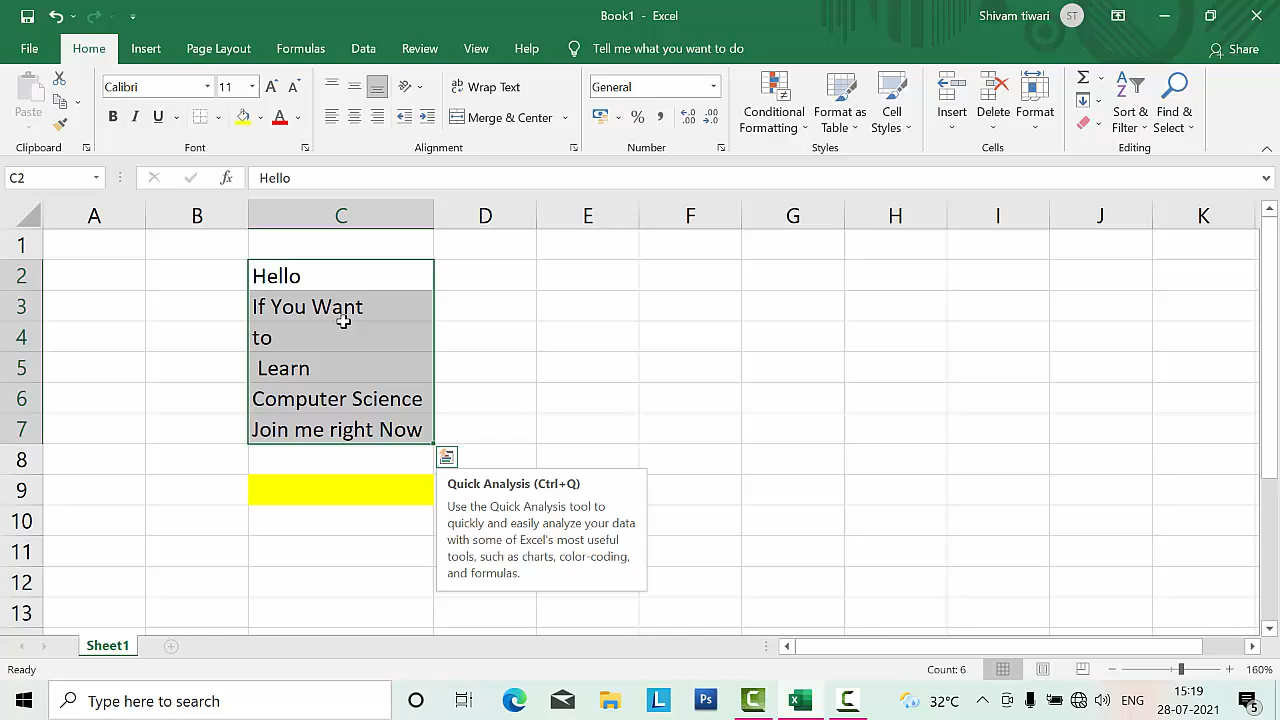 Book1 - Excel
Shivam tiwari ST
File Home Insert Page Layout Formulas Data Review View Help Tell me what you want to do Share
Paste
Clipboard
Calibri 11
B I U A
Font
Wrap Text
Merge & Center
Alignment
General
% ,
Number
Conditional Formatting
Format as Table
Cell Styles
Styles
Insert Delete Format
Cells
Sort & Filter
Find & Select
Editing
C2 fx Hello
A B C D E F G H I J K
1
2 Hello
3 If You Want
4 to
5 Learn
6 Computer Science
7 Join me right Now
8
9
10
11
12
13
Quick Analysis (Ctrl+Q)
Use the Quick Analysis tool to
quickly and easily analyze your data
with some of Excel's most useful
tools, such as charts, color-coding,
and formulas.
Sheet1
Ready Count: 6 160%
Type here to search L Ps 32°C ENG 15:19
28-07-2021 5